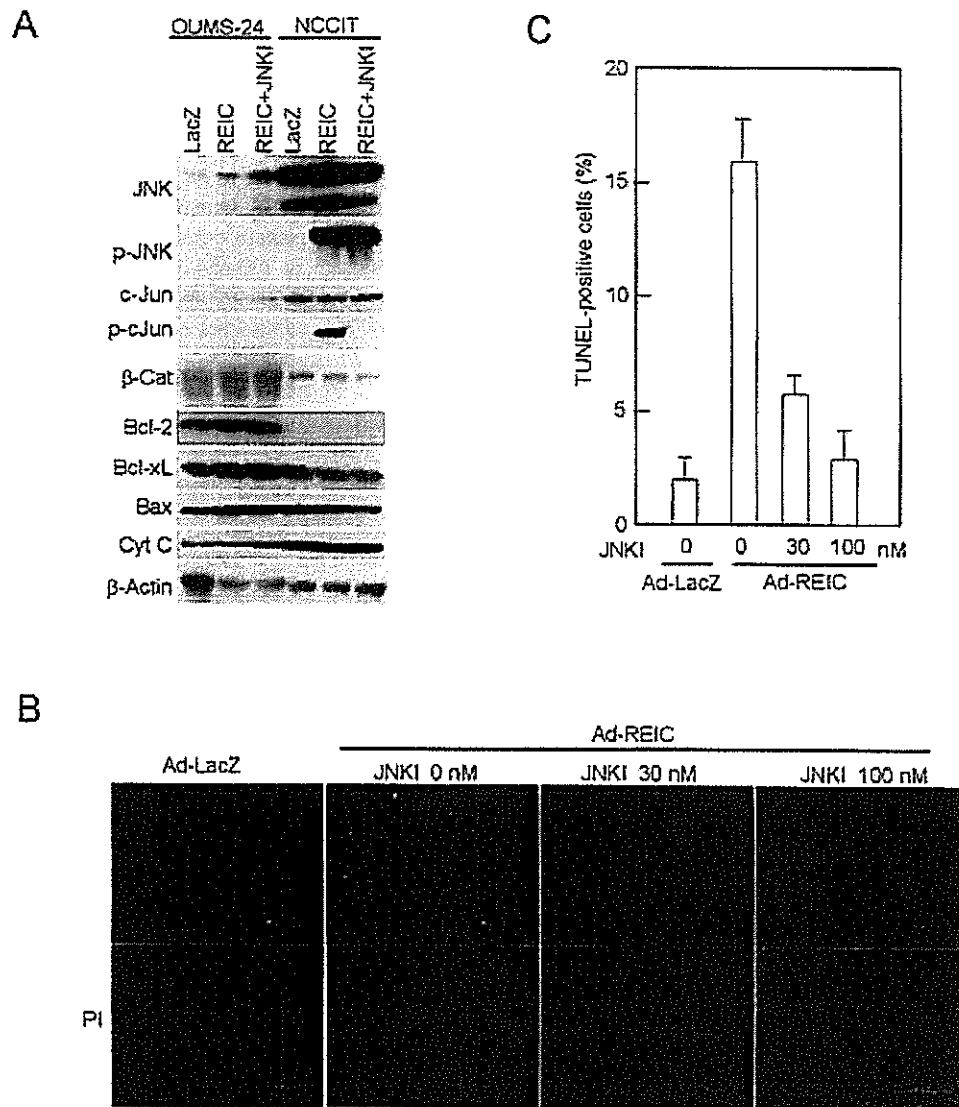 A
OUMS-24 NCCIT
LacZ
REIC
REIC+JNKI
LacZ
REIC
REIC+JNKI
JNK
p-JNK
c-Jun
p-cJun
β-Cat
Bcl-2
Bcl-xL
Bax
Cyt C
β-Actin
C
TUNEL-positive cells (%)
20
15
10
5
0
JNKI 0 0 30 100 nM
Ad-LacZ Ad-REIC
B
Ad-REIC
Ad-LacZ JNKI 0 nM JNKI 30 nM JNKI 100 nM
PI